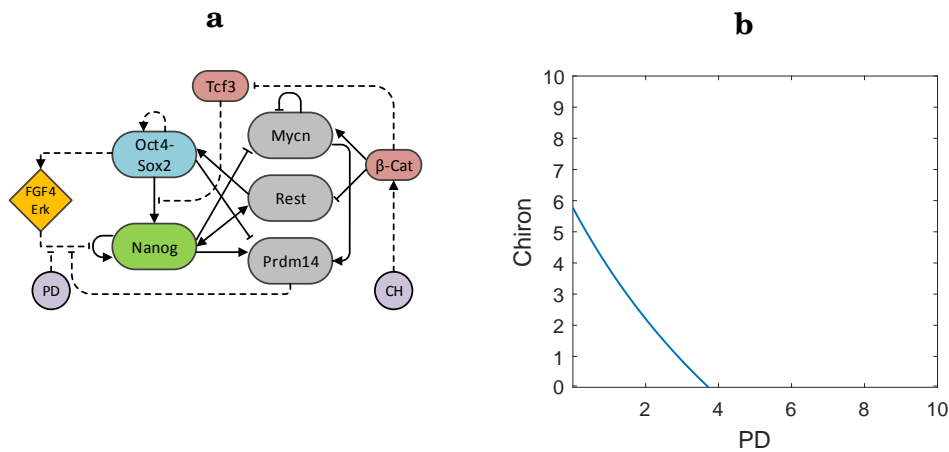 a
Tcf3
Mycn
Oct4-
Sox2
β-Cat
FGF4
Erk
Rest
Nanog
Prdm14
PD
CH
b
10
9
8
7
6
5
4
3
2
1
0
Chiron
2
4
6
8
10
PD